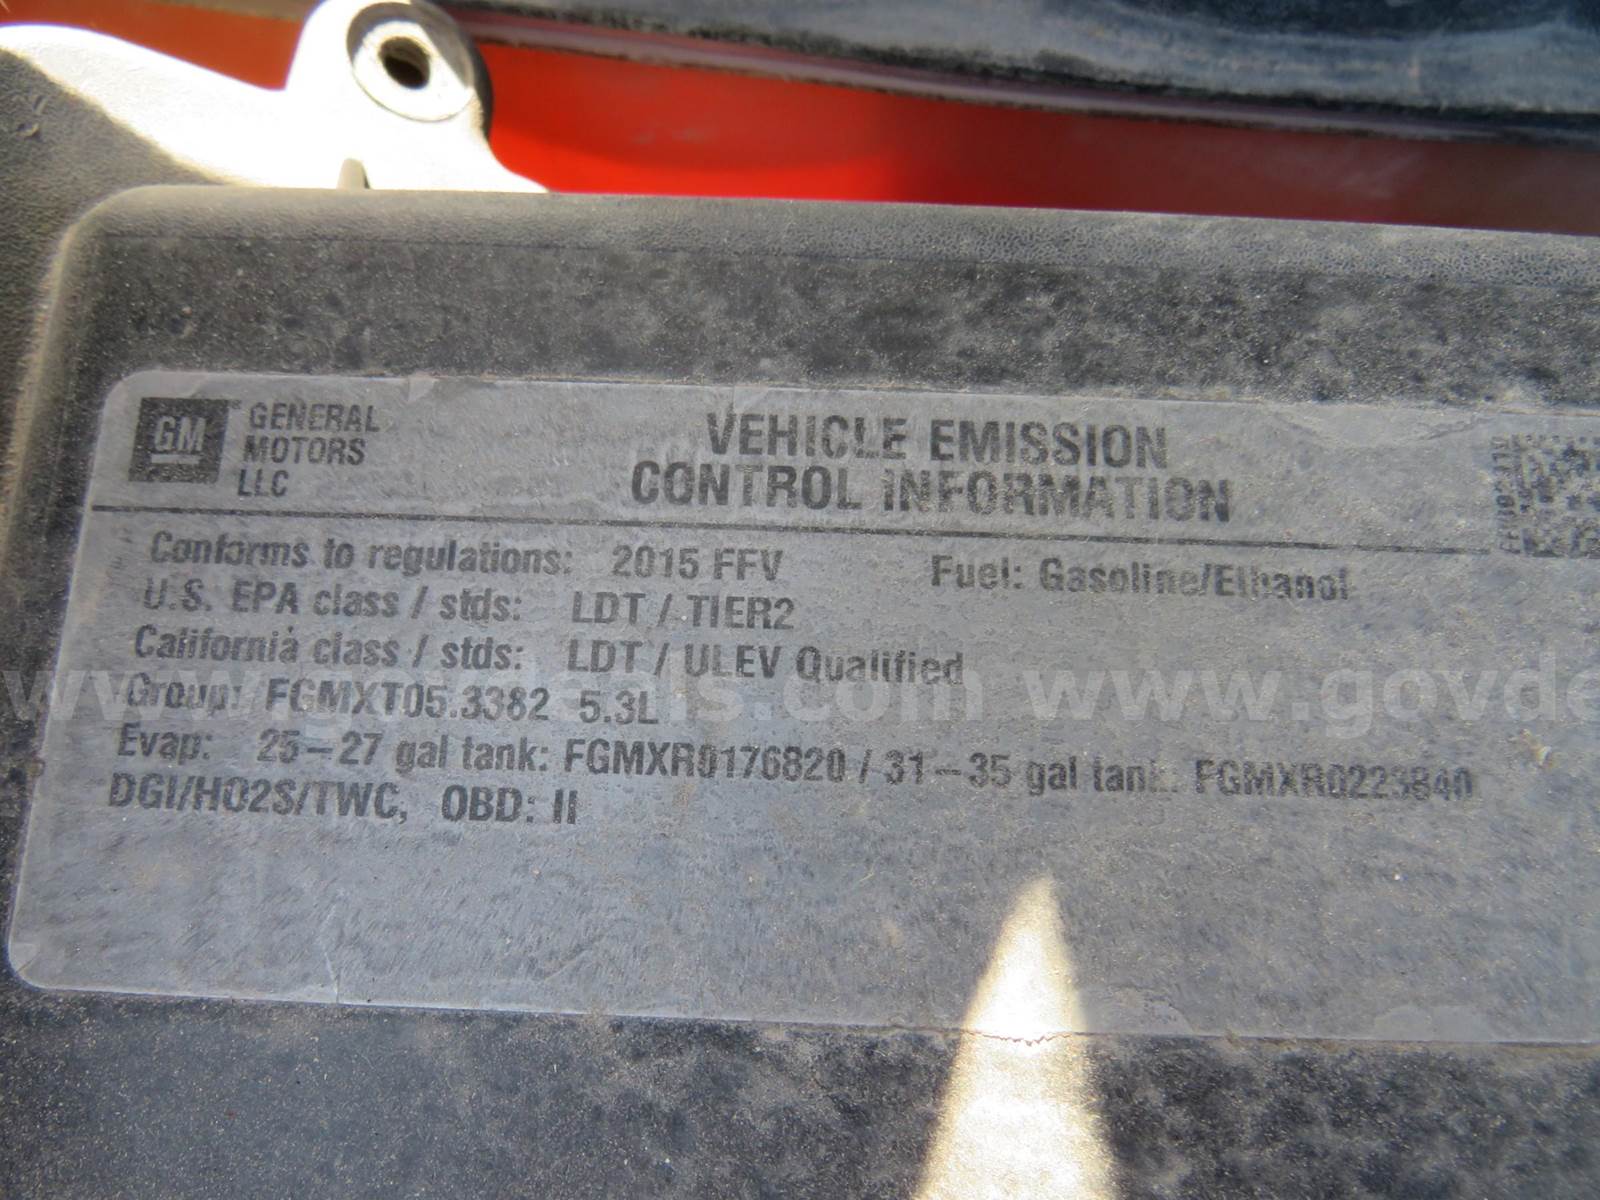 GM
GENERAL
MOTORS
LLC
VEHICLE EMISSION
CONTROL INFORMATION
Conforms to regulations: 2015 FFV Fuel: Gasoline/Ethanol
U.S. EPA class / stds: LDT / TIER2
California class / stds: LDT / ULEV Qualified
Group: FGMXT05.3382 5.3L
Evap: 25-27 gal tank: FGMXR0176820 / 31-35 gal tank: FGMXR0223840
DGI/HO2S/TWC, OBD: II
www.govdeals.com
www.govde